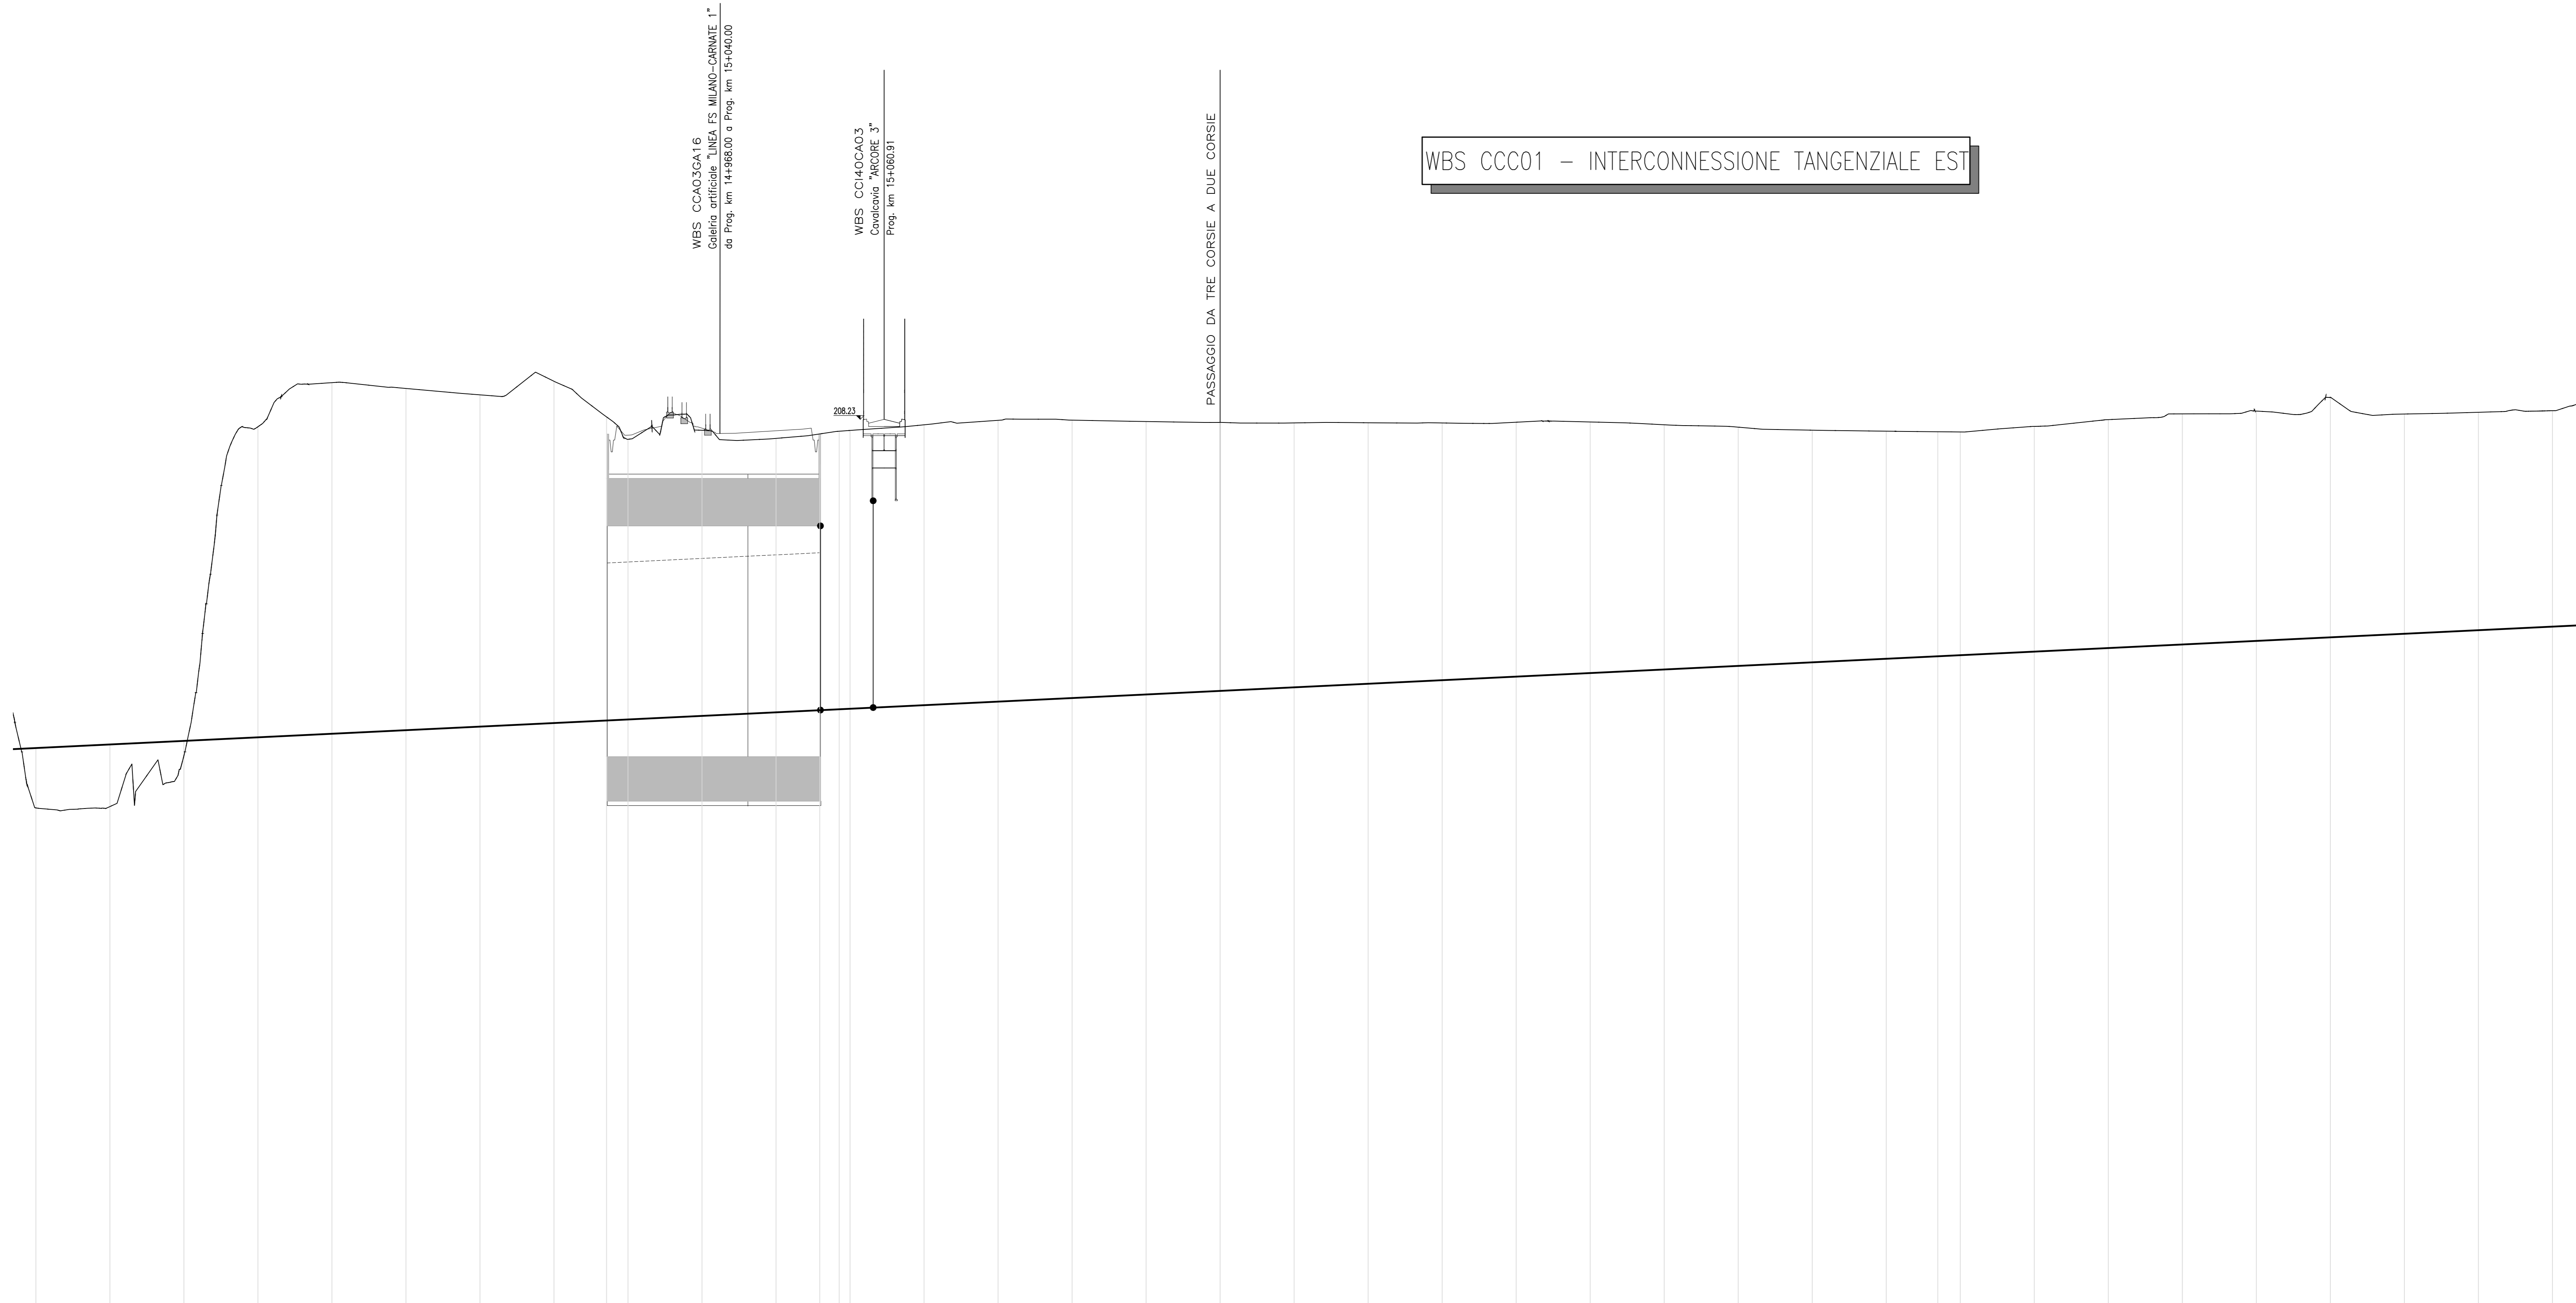 WBS CCA03GA16
Galelria artificiale "LINEA FS MILANO-CARNATE 1"
da Prog. km 14+968.00 a Prog. km 15+040.00
WBS CCI40CA03
Cavalcavia "ARCORE 3"
Prog. km 15+060.91
PASSAGGIO DA TRE CORSIE A DUE CORSIE
WBS CCC01 - INTERCONNESSIONE TANGENZIALE EST
208.23